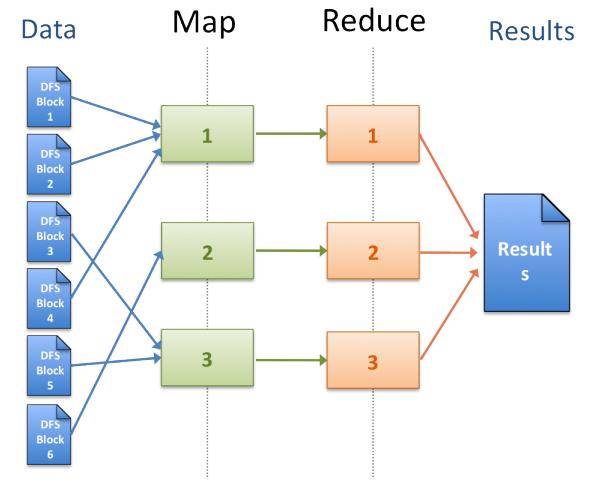 Data
Map
Reduce
Results
DFS
Block
1
DFS
Block
2
DFS
Block
3
DFS
Block
4
DFS
Block
5
DFS
Block
6
1
2
3
1
2
3
Result
s